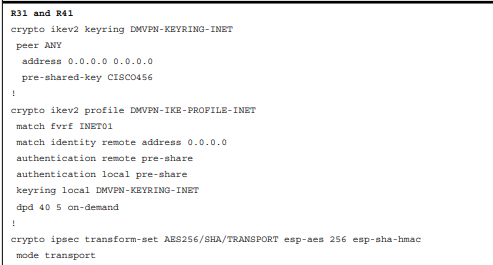 R31 and R41
crypto ikev2 keyring DMVPN-KEYRING-INET
peer ANY
address 0.0.0.0 0.0.0.0
pre-shared-key CISCO456
!
crypto ikev2 profile DMVPN-IKE-PROFILE-INET
match fvrf INET01
match identity remote address 0.0.0.0
authentication remote pre-share
authentication local pre-share
keyring local DMVPN-KEYRING-INET
dpd 40 5 on-demand
!
crypto ipsec transform-set AES256/SHA/TRANSPORT esp-aes 256 esp-sha-hmac
mode transport